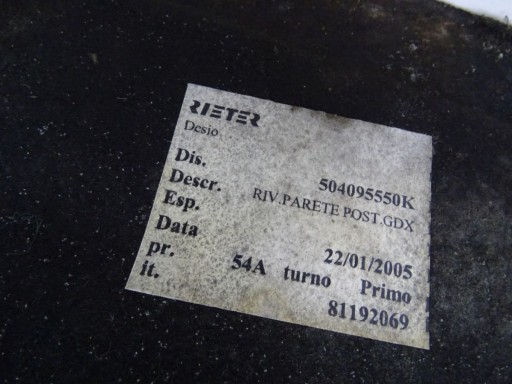 RIETER
Desio
Dis. 504095550K
Descr. RIV.PARETE POST.GDX
Esp.
Data 22/01/2005
pr. 54A turno Primo
it. 81192069